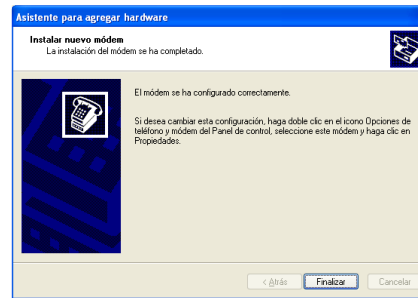 Asistente para agregar hardware
Instalar nuevo módem
La instalación del módem se ha completado.
El módem se ha configurado correctamente.
Si desea cambiar esta configuración, haga doble clic en el icono Opciones de
teléfono y módem del Panel de control, seleccione este módem y haga clic en
Propiedades.
< Atrás Finalizar Cancelar